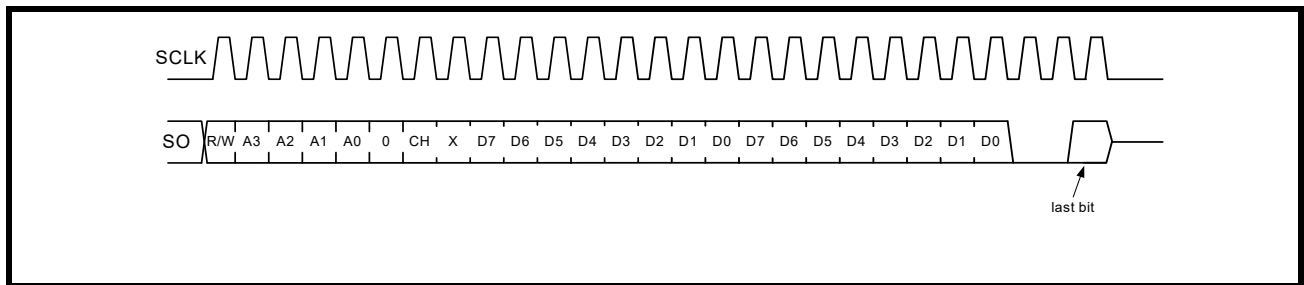 SCLK
SO R/W A3 A2 A1 A0 0 CH X D7 D6 D5 D4 D3 D2 D1 D0 D7 D6 D5 D4 D3 D2 D1 D0
last bit